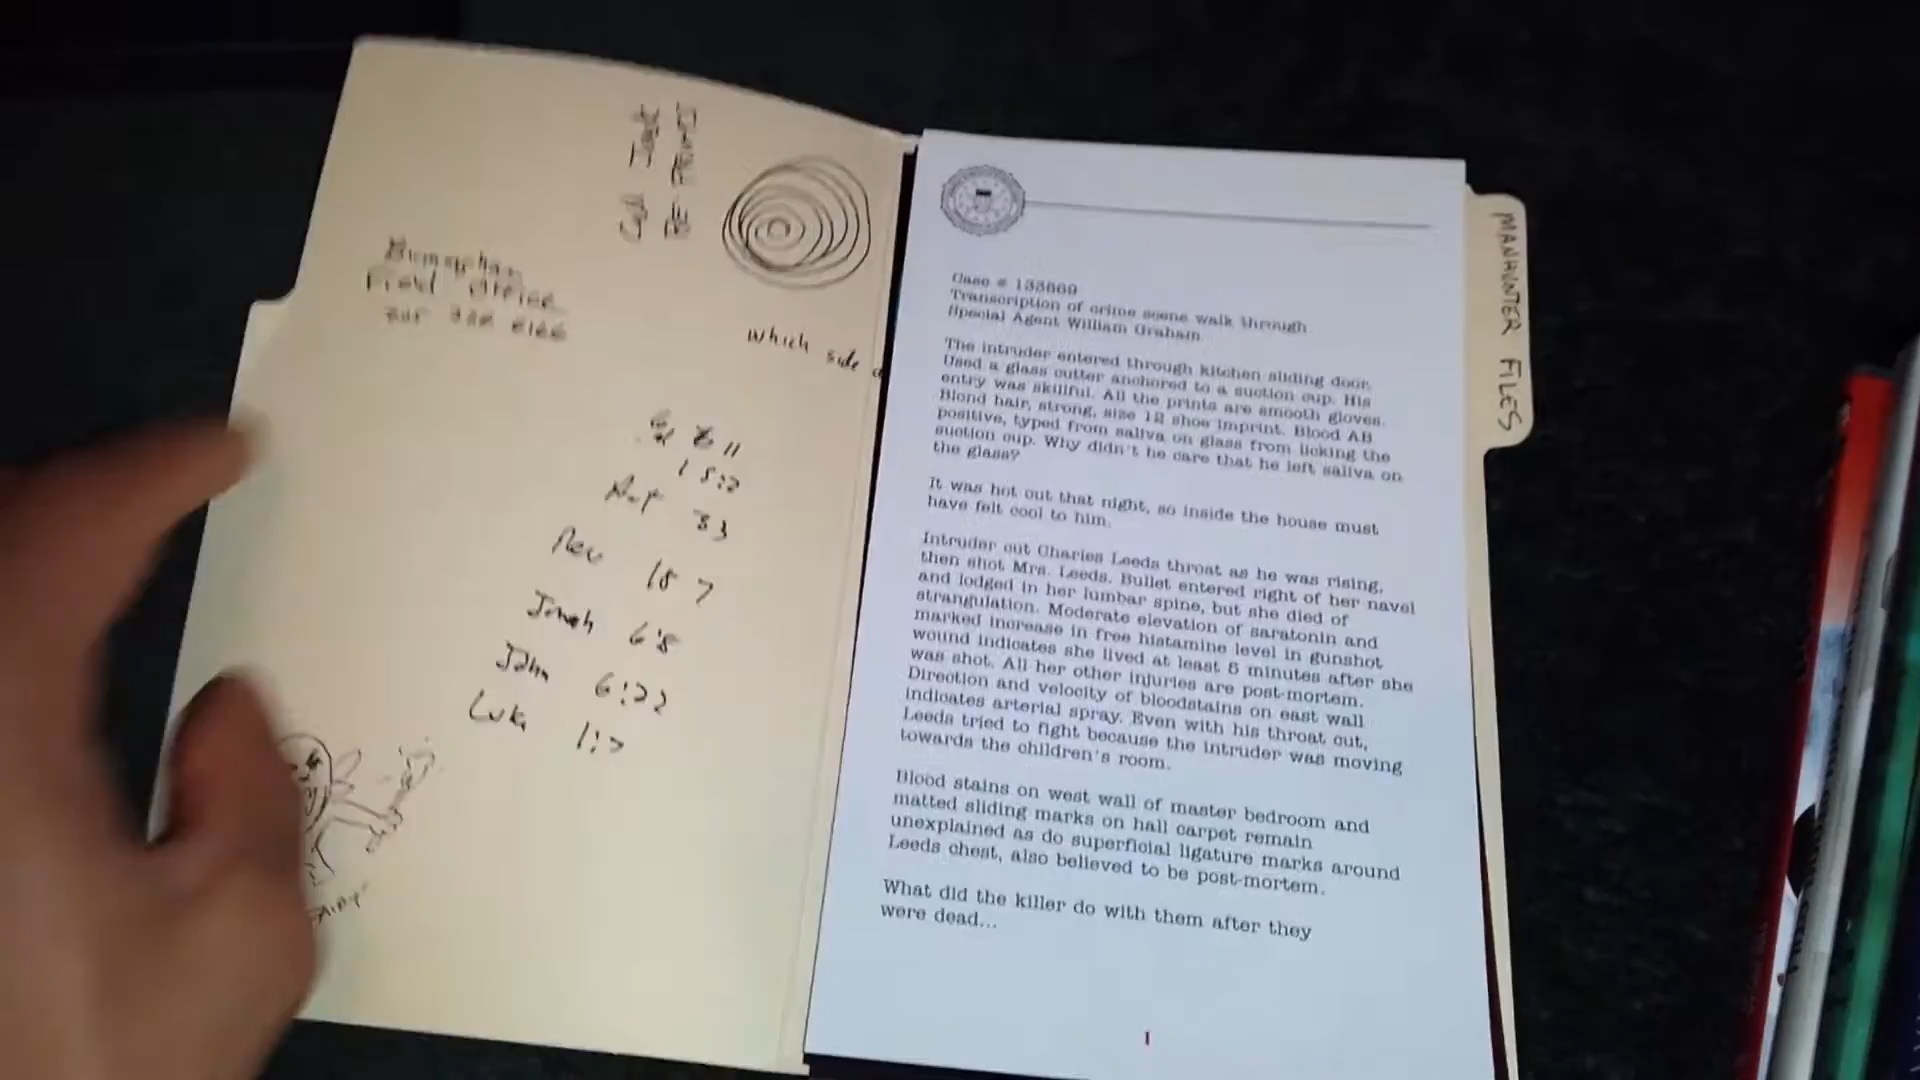 Call Jack
RE-
Field Office
which side
15:2
Rev 18 7
Jonah 6:8
John 6:22
Luke 1:7
MANHUNTER FILES
Case # 133669
Transcription of crime scene walk through
Special Agent William Graham
The intruder entered through kitchen sliding door.
Used a glass cutter anchored to a suction cup. His
entry was skillful. All the prints are smooth gloves.
Blond hair, strong, size 12 shoe imprint. Blood AB
positive, typed from saliva on glass from licking the
suction cup. Why didn't he care that he left saliva on
the glass?
It was hot out that night, so inside the house must
have felt cool to him.
Intruder cut Charles Leeds throat as he was rising,
then shot Mrs. Leeds. Bullet entered right of her navel
and lodged in her lumbar spine, but she died of
strangulation. Moderate elevation of saratonin and
marked increase in free histamine level in gunshot
wound indicates she lived at least 5 minutes after she
was shot. All her other injuries are post-mortem.
Direction and velocity of bloodstains on east wall
indicates arterial spray. Even with his throat cut,
Leeds tried to fight because the intruder was moving
towards the children's room.
Blood stains on west wall of master bedroom and
matted sliding marks on hall carpet remain
unexplained as do superficial ligature marks around
Leeds chest, also believed to be post-mortem.
What did the killer do with them after they
were dead...
1